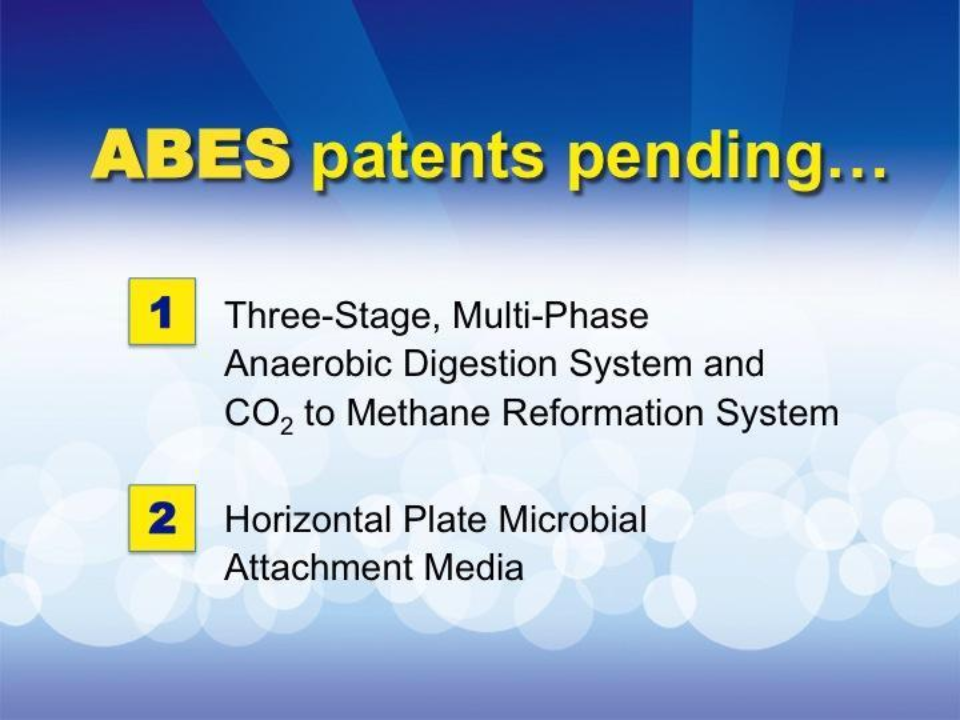 ABES patents pending…
1 Three-Stage, Multi-Phase
Anaerobic Digestion System and
CO₂ to Methane Reformation System
2 Horizontal Plate Microbial
Attachment Media